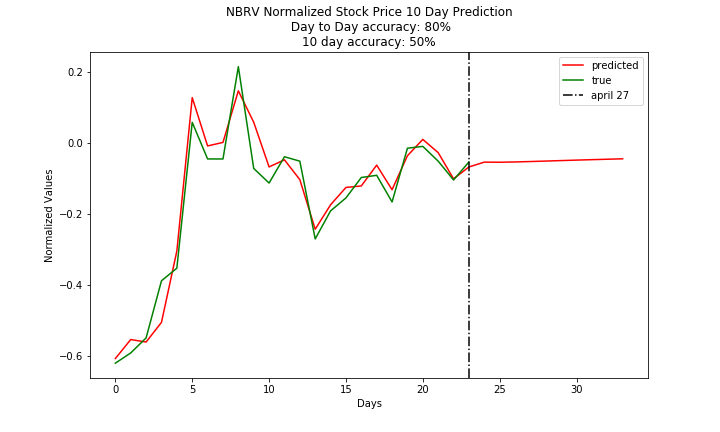 NBRV Normalized Stock Price 10 Day Prediction
Day to Day accuracy: 80%
10 day accuracy: 50%
predicted
true
april 27
0.2
0.0
−0.2
−0.4
−0.6
Normalized Values
0 5 10 15 20 25 30
Days